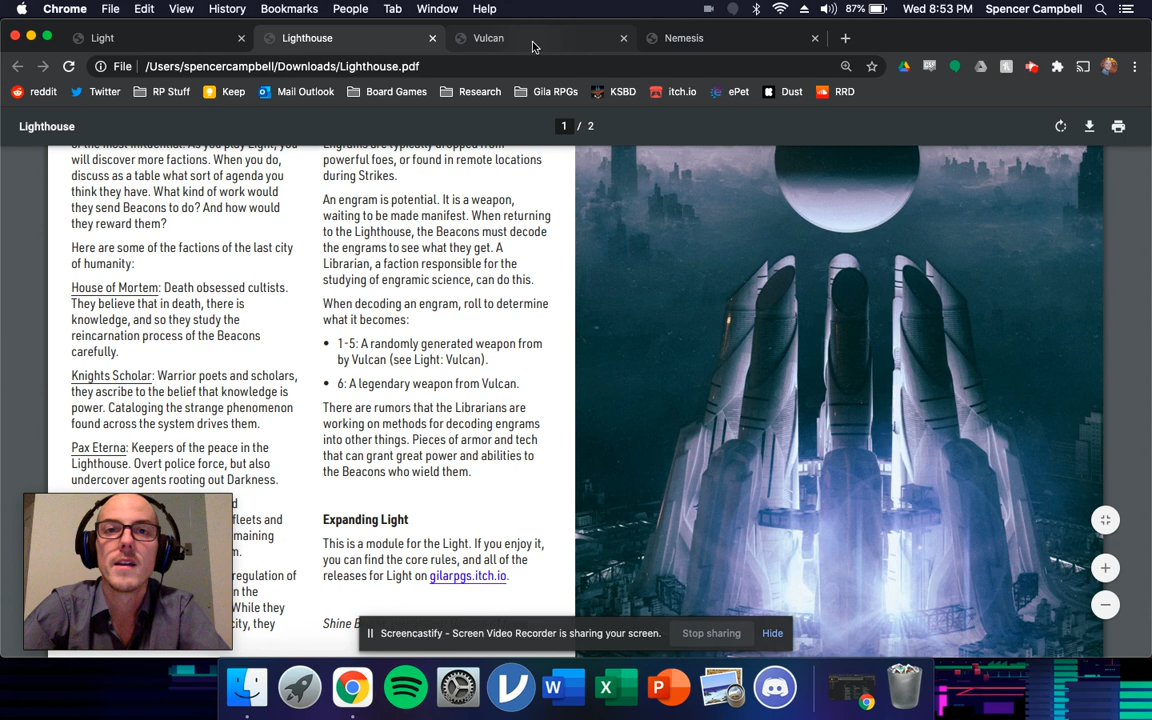 Chrome File Edit View History Bookmarks People Tab Window Help 87% Wed 8:53 PM Spencer Campbell
Light Lighthouse Vulcan Nemesis
File /Users/spencercampbell/Downloads/Lighthouse.pdf
reddit Twitter RP Stuff Keep Mail Outlook Board Games Research Gila RPGs KSBD itch.io ePet Dust RRD
Lighthouse 1 / 2
will discover more factions. When you do,
discuss as a table what sort of agenda you
think they have. What kind of work would
they send Beacons to do? And how would
they reward them?
Here are some of the factions of the last city
of humanity:
House of Mortem: Death obsessed cultists.
They believe that in death, there is
knowledge, and so they study the
reincarnation process of the Beacons
carefully.
Knights Scholar: Warrior poets and scholars,
they ascribe to the belief that knowledge is
power. Cataloging the strange phenomenon
found across the system drives them.
Pax Eterna: Keepers of the peace in the
Lighthouse. Overt police force, but also
undercover agents rooting out Darkness.
fleets and
regulation of
While they
city, they
powerful foes, or found in remote locations
during Strikes.
An engram is potential. It is a weapon,
waiting to be made manifest. When returning
to the Lighthouse, the Beacons must decode
the engrams to see what they get. A
Librarian, a faction responsible for the
studying of engramic science, can do this.
When decoding an engram, roll to determine
what it becomes:
• 1-5: A randomly generated weapon from
by Vulcan (see Light: Vulcan).
• 6: A legendary weapon from Vulcan.
There are rumors that the Librarians are
working on methods for decoding engrams
into other things. Pieces of armor and tech
that can grant great power and abilities to
the Beacons who wield them.
Expanding Light
This is a module for the Light. If you enjoy it,
you can find the core rules, and all of the
releases for Light on gilarpgs.itch.io.
Shine
Screencastify - Screen Video Recorder is sharing your screen. Stop sharing Hide